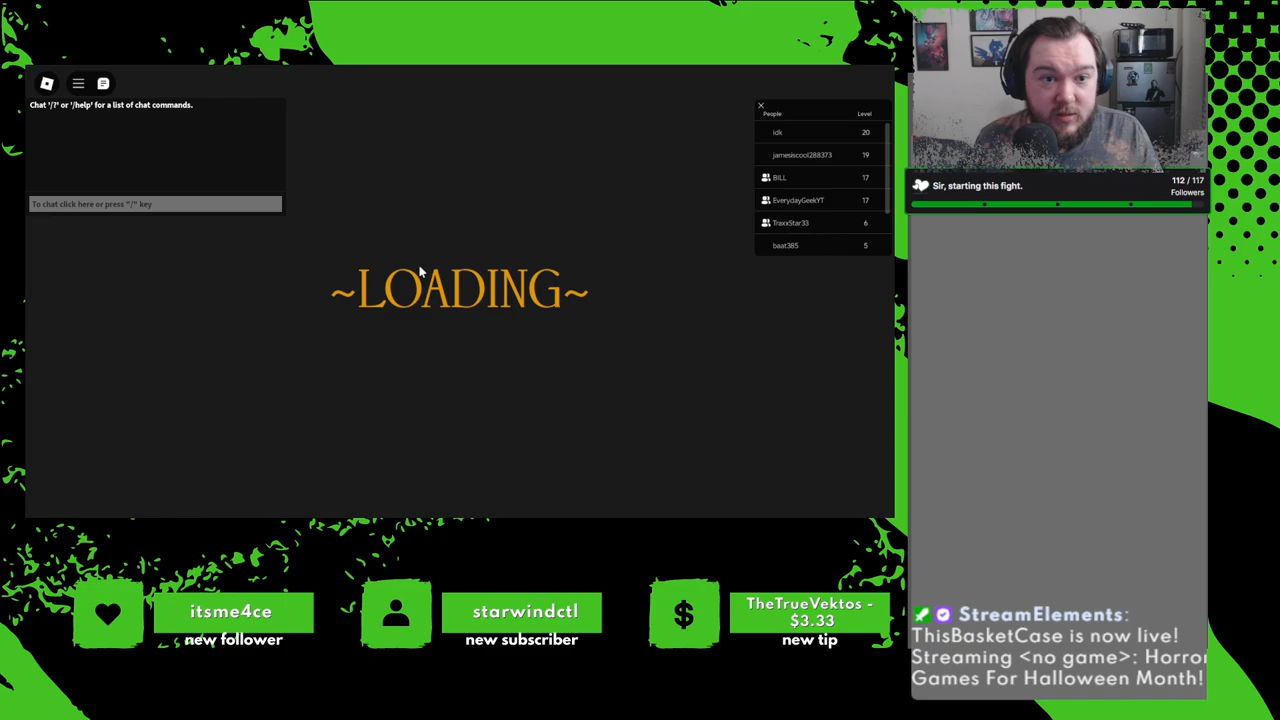 Chat '/?' or '/help' for a list of chat commands.
To chat click here or press "/" key
~LOADING~
People Level
idk 20
jamesiscool288373 19
BILL 17
EverydayGeekYT 17
TraxxStar33 6
baat385 5
Sir, starting this fight.
112 / 117
Followers
itsme4ce
new follower
starwindctl
new subscriber
TheTrueVektos -
$3.33
new tip
StreamElements:
ThisBasketCase is now live!
Streaming <no game>: Horror
Games For Halloween Month!